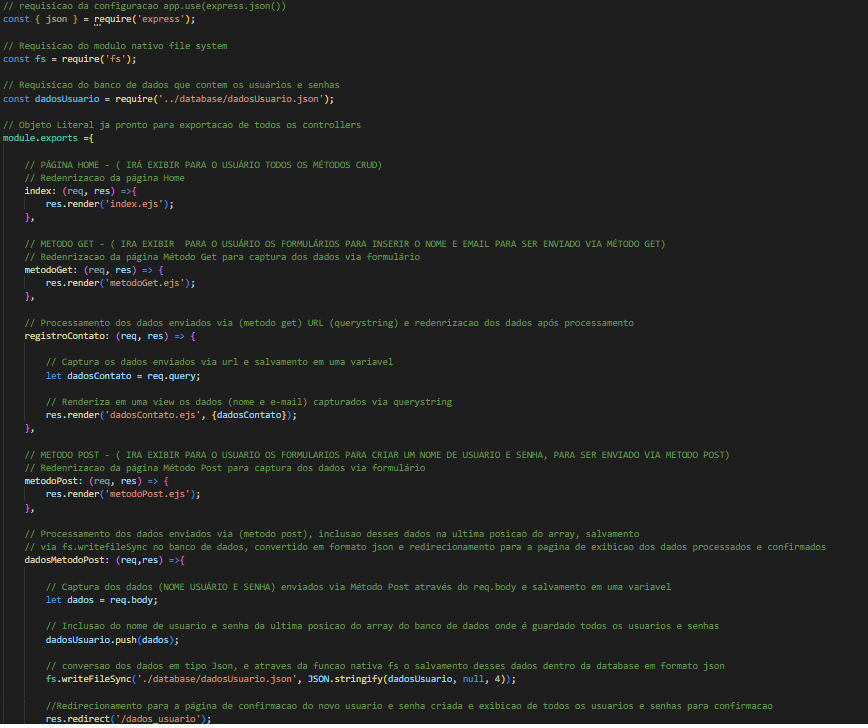 // requisicao da configuracao app.use(express.json())
const { json } = require('express');
// Requisicao do modulo nativo file system
const fs = require('fs');
// Requisicao do banco de dados que contem os usuários e senhas
const dadosUsuario = require('../database/dadosUsuario.json');
// Objeto Literal ja pronto para exportacao de todos os controllers
module.exports ={
// PÁGINA HOME - ( IRÁ EXIBIR PARA O USUÁRIO TODOS OS MÉTODOS CRUD)
// Redenrizacao da página Home
index: (req, res) =>{
res.render('index.ejs');
},
// METODO GET - ( IRA EXIBIR  PARA O USUÁRIO OS FORMULÁRIOS PARA INSERIR O NOME E EMAIL PARA SER ENVIADO VIA MÉTODO GET)
// Redenrizacao da página Método Get para captura dos dados via formulário
metodoGet: (req, res) => {
res.render('metodoGet.ejs');
},
// Processamento dos dados enviados via (metodo get) URL (querystring) e redenrizacao dos dados após processamento
registroContato: (req, res) => {
// Captura os dados enviados via url e salvamento em uma variavel
let dadosContato = req.query;
// Renderiza em uma view os dados (nome e e-mail) capturados via querystring
res.render('dadosContato.ejs', {dadosContato});
},
// METODO POST - ( IRA EXIBIR PARA O USUARIO OS FORMULARIOS PARA CRIAR UM NOME DE USUARIO E SENHA, PARA SER ENVIADO VIA METODO POST)
// Redenrizacao da página Método Post para captura dos dados via formulário
metodoPost: (req, res) => {
res.render('metodoPost.ejs');
},
// Processamento dos dados enviados via (metodo post), inclusao desses dados na ultima posicao do array, salvamento
// via fs.writefileSync no banco de dados, convertido em formato json e redirecionamento para a pagina de exibicao dos dados processados e confirmados
dadosMetodoPost: (req,res) =>{
// Captura dos dados (NOME USUÁRIO E SENHA) enviados via Método Post através do req.body e salvamento em uma variavel
let dados = req.body;
// Inclusao do nome de usuario e senha da ultima posicao do array do banco de dados onde é guardado todos os usuarios e senhas
dadosUsuario.push(dados);
// conversao dos dados em tipo Json, e atraves da funcao nativa fs o salvamento desses dados dentro da database em formato json
fs.writeFileSync('./database/dadosUsuario.json', JSON.stringify(dadosUsuario, null, 4));
//Redirecionamento para a página de confirmacao do novo usuario e senha criada e exibicao de todos os usuarios e senhas para confirmacao
res.redirect('/dados_usuario');